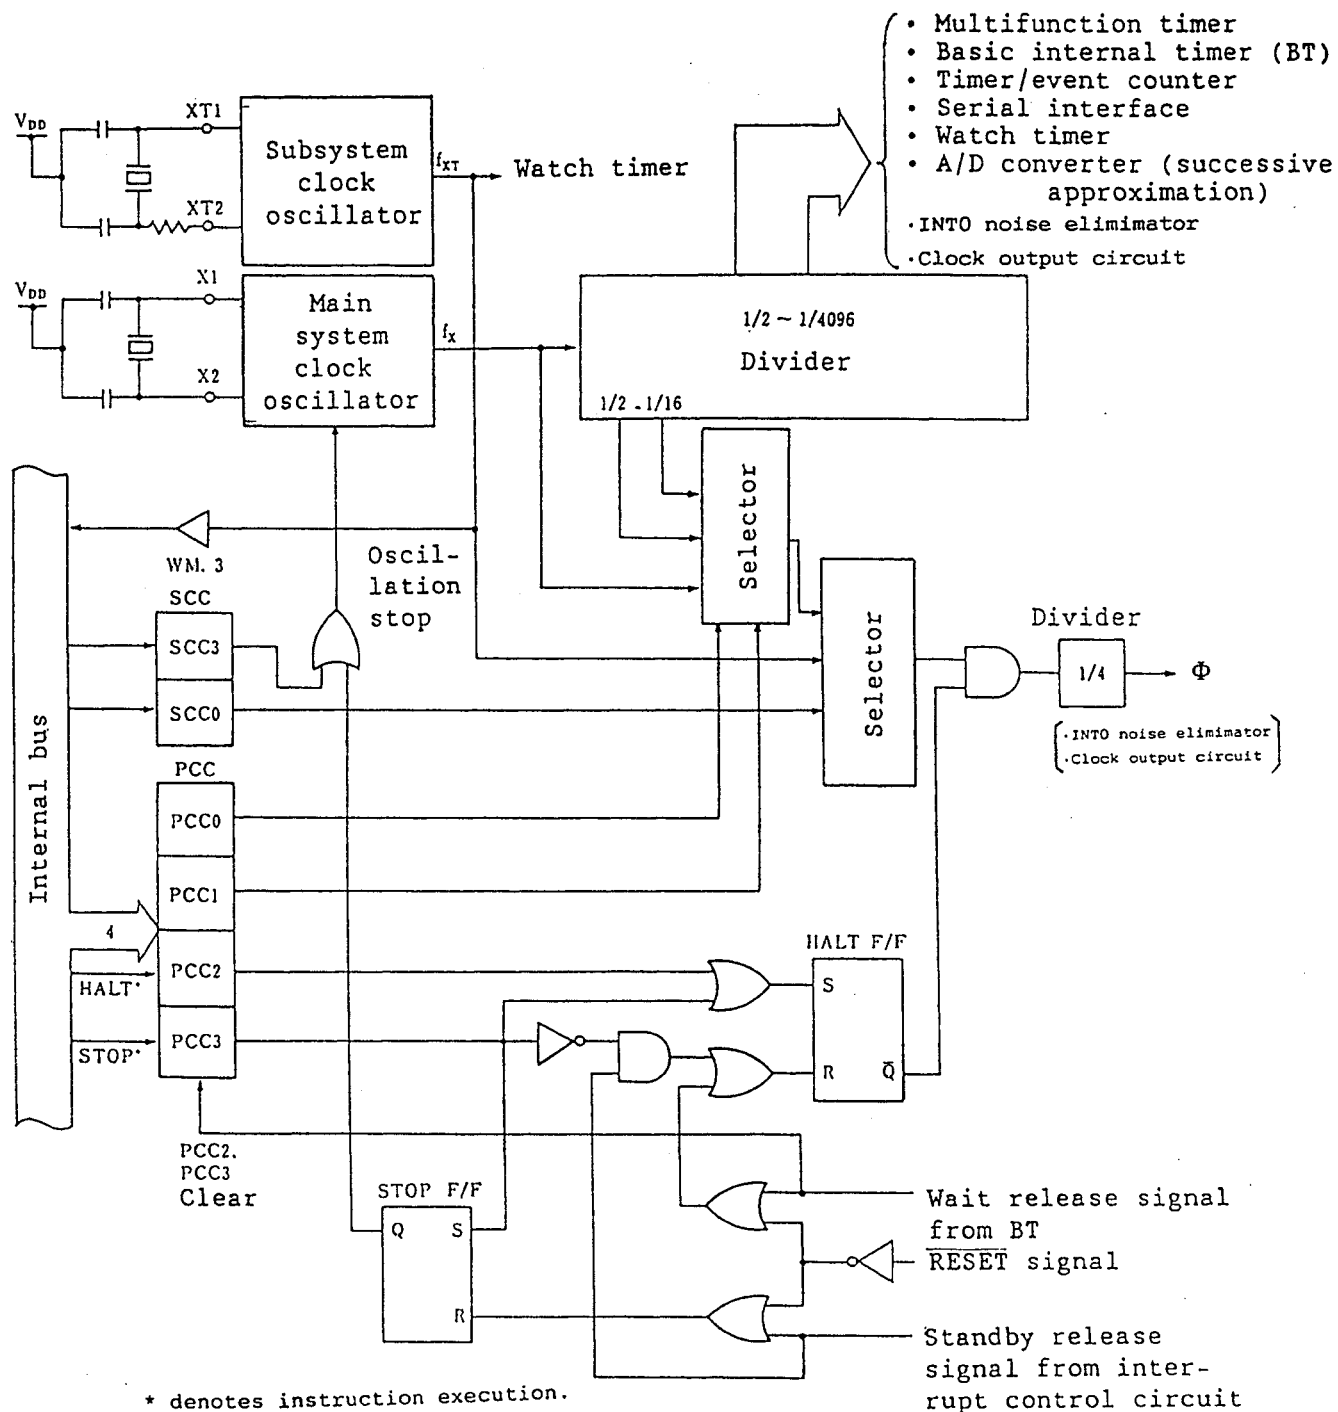 • Multifunction timer
• Basic internal timer (BT)
• Timer/event counter
• Serial interface
• Watch timer
• A/D converter (successive
approximation)
·INTO noise elimimator
·Clock output circuit
VDD
XT1
XT2
Subsystem
clock
oscillator
fXT
Watch timer
VDD
X1
X2
Main
system
clock
oscillator
fX
1/2 ~ 1/4096
Divider
1/2 . 1/16
Selector
Selector
Internal bus
WM. 3
Oscil-
lation
stop
SCC
SCC3
SCC0
Divider
1/4
Φ
·INTO noise elimimator
·Clock output circuit
PCC
PCC0
PCC1
PCC2
PCC3
4
HALT*
STOP*
HALT F/F
S
R
Q̅
PCC2,
PCC3
Clear
STOP F/F
Q
S
R
Wait release signal
from BT
R̅E̅S̅E̅T̅ signal
Standby release
signal from inter-
rupt control circuit
* denotes instruction execution.